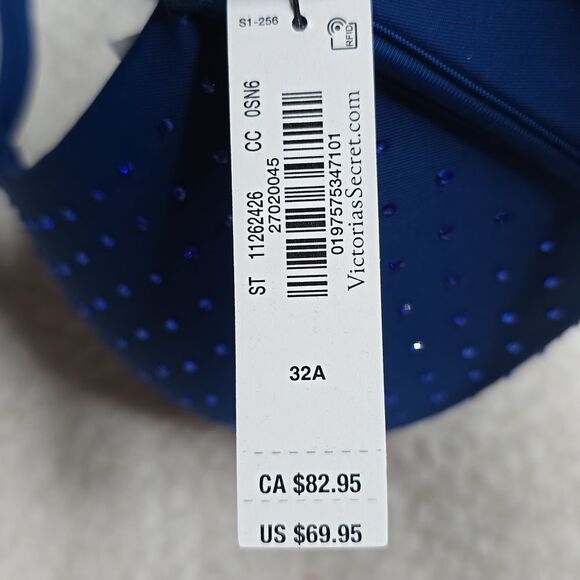 S1-256
RFID
ST 11262426 CC 0SN6
27020045
0197575347101
VictoriasSecret.com
32A
CA $82.95
US $69.95